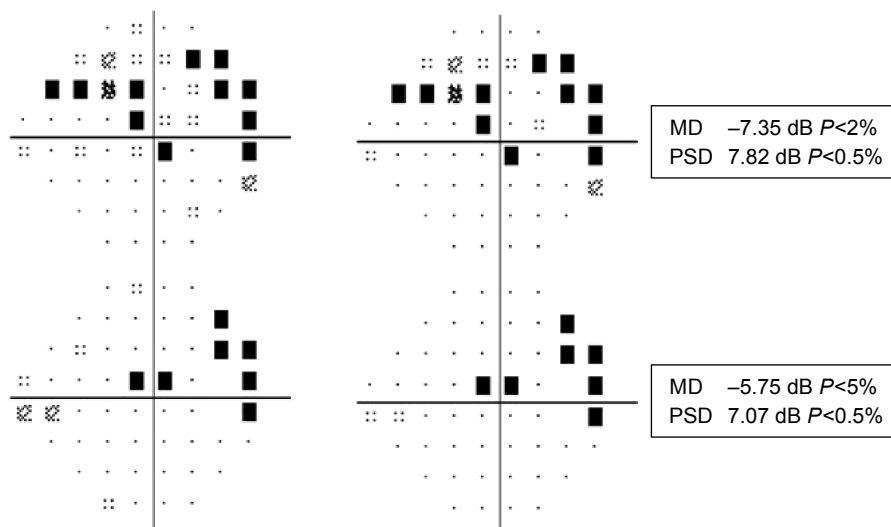 MD –7.35 dB P<2%
PSD 7.82 dB P<0.5%
MD –5.75 dB P<5%
PSD 7.07 dB P<0.5%